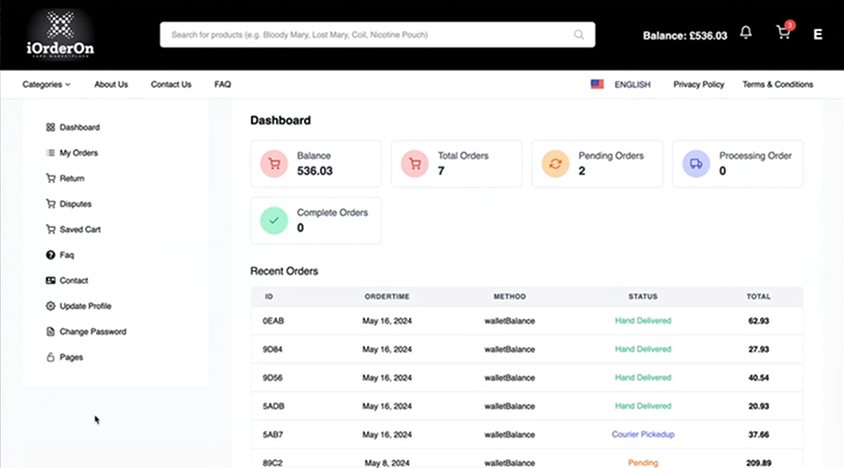 iOrderOn
VAPE MARKETPLACE
Search for products (e.g. Bloody Mary, Lost Mary, Coil, Nicotine Pouch)
Balance: £536.03
3
E
Categories
About Us
Contact Us
FAQ
ENGLISH
Privacy Policy
Terms & Conditions
Dashboard
My Orders
Return
Disputes
Saved Cart
Faq
Contact
Update Profile
Change Password
Pages
Dashboard
Balance
536.03
Total Orders
7
Pending Orders
2
Processing Order
0
Complete Orders
0
Recent Orders
ID ORDERTIME METHOD STATUS TOTAL
0EAB May 16, 2024 walletBalance Hand Delivered 62.93
9D84 May 16, 2024 walletBalance Hand Delivered 27.93
9D56 May 16, 2024 walletBalance Hand Delivered 40.54
5ADB May 16, 2024 walletBalance Hand Delivered 20.93
5AB7 May 16, 2024 walletBalance Courier Pickedup 37.66
89C2 May 8, 2024 walletBalance Pending 209.89